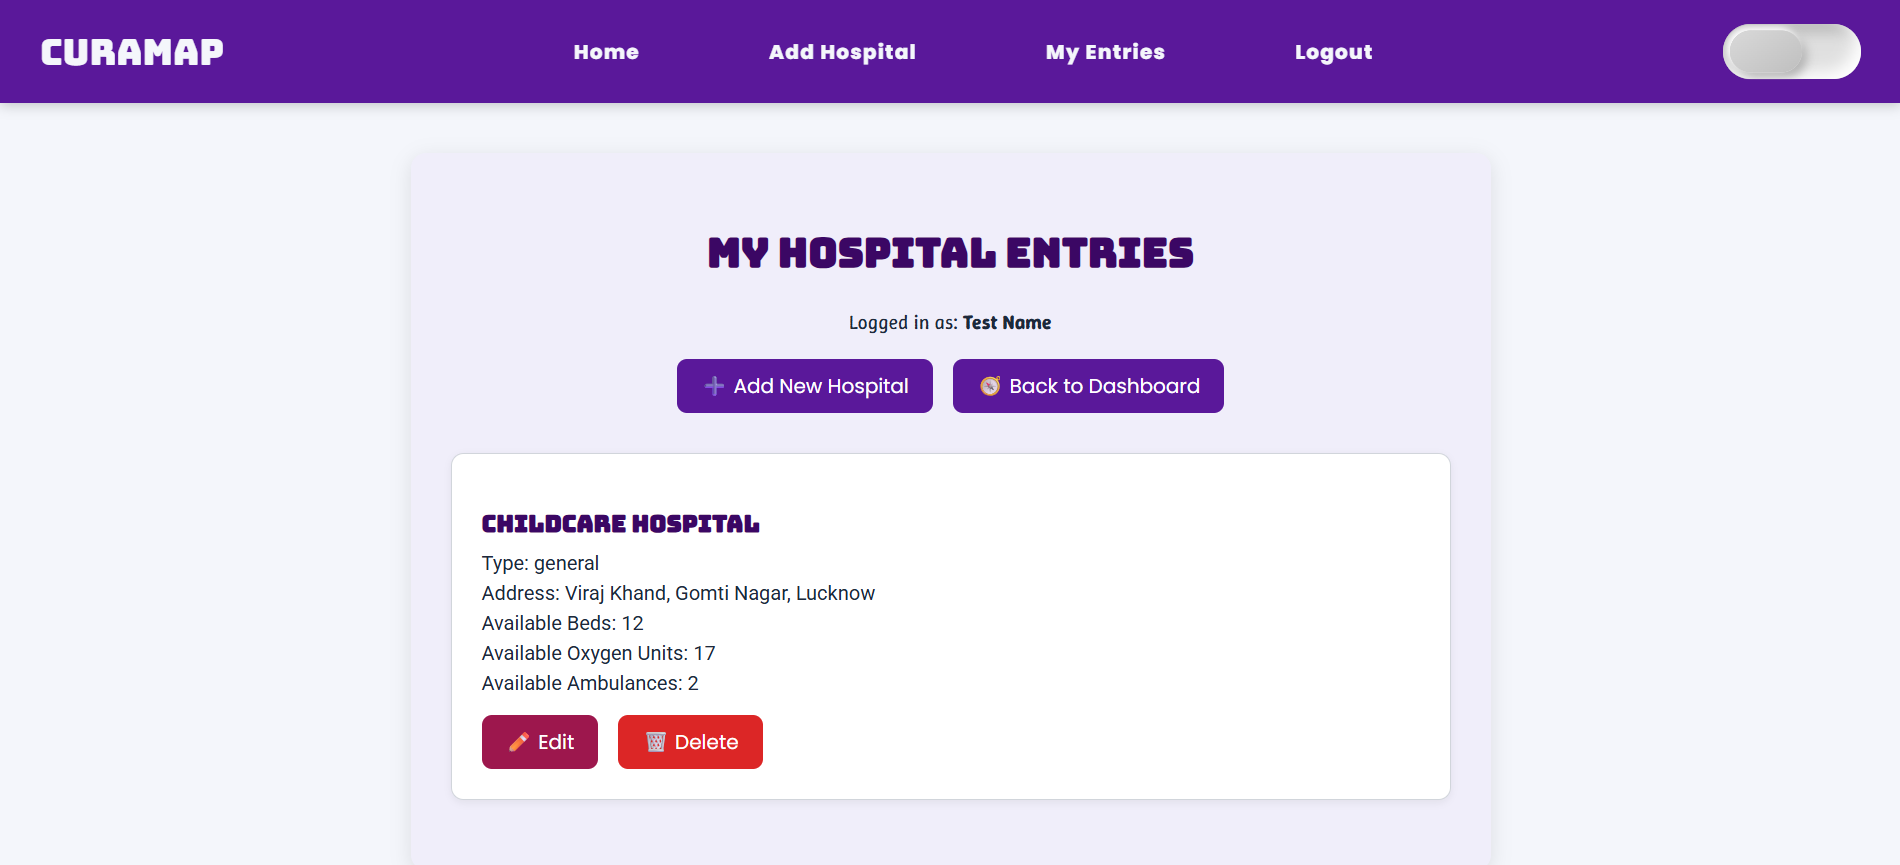 CURAMAP
Home
Add Hospital
My Entries
Logout
MY HOSPITAL ENTRIES
Logged in as: Test Name
➕ Add New Hospital
🧭 Back to Dashboard
CHILDCARE HOSPITAL
Type: general
Address: Viraj Khand, Gomti Nagar, Lucknow
Available Beds: 12
Available Oxygen Units: 17
Available Ambulances: 2
✏️ Edit
🗑️ Delete